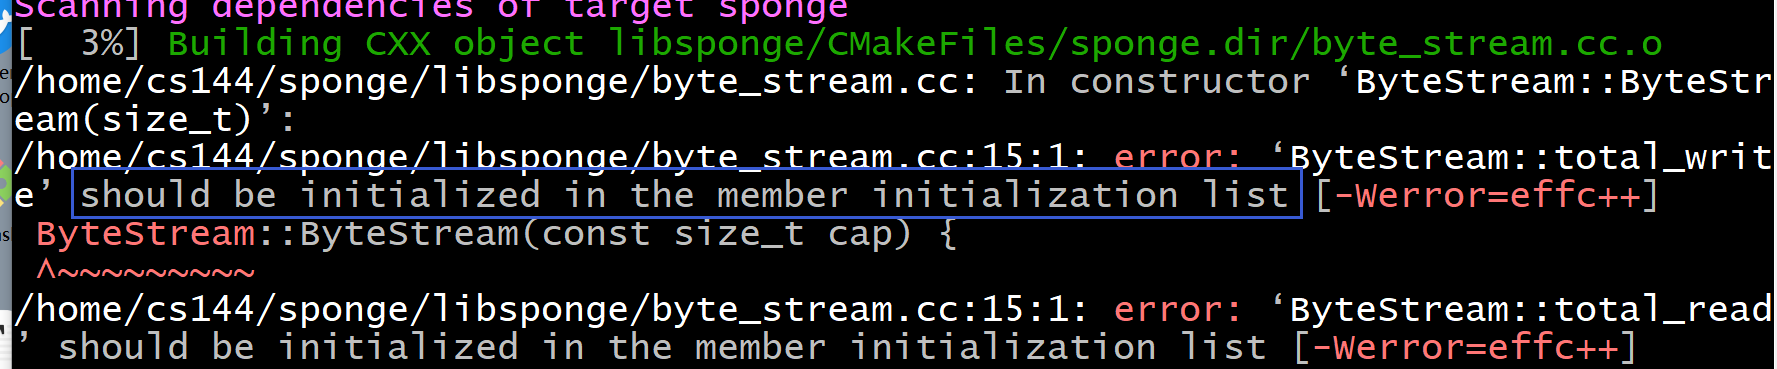 Scanning dependencies of target sponge
[  3%] Building CXX object libsponge/CMakeFiles/sponge.dir/byte_stream.cc.o
/home/cs144/sponge/libsponge/byte_stream.cc: In constructor ‘ByteStream::ByteStr
eam(size_t)’:
/home/cs144/sponge/libsponge/byte_stream.cc:15:1: error: ‘ByteStream::total_writ
e’ should be initialized in the member initialization list [-Werror=effc++]
 ByteStream::ByteStream(const size_t cap) {
 ^~~~~~~~~~
/home/cs144/sponge/libsponge/byte_stream.cc:15:1: error: ‘ByteStream::total_read
’ should be initialized in the member initialization list [-Werror=effc++]